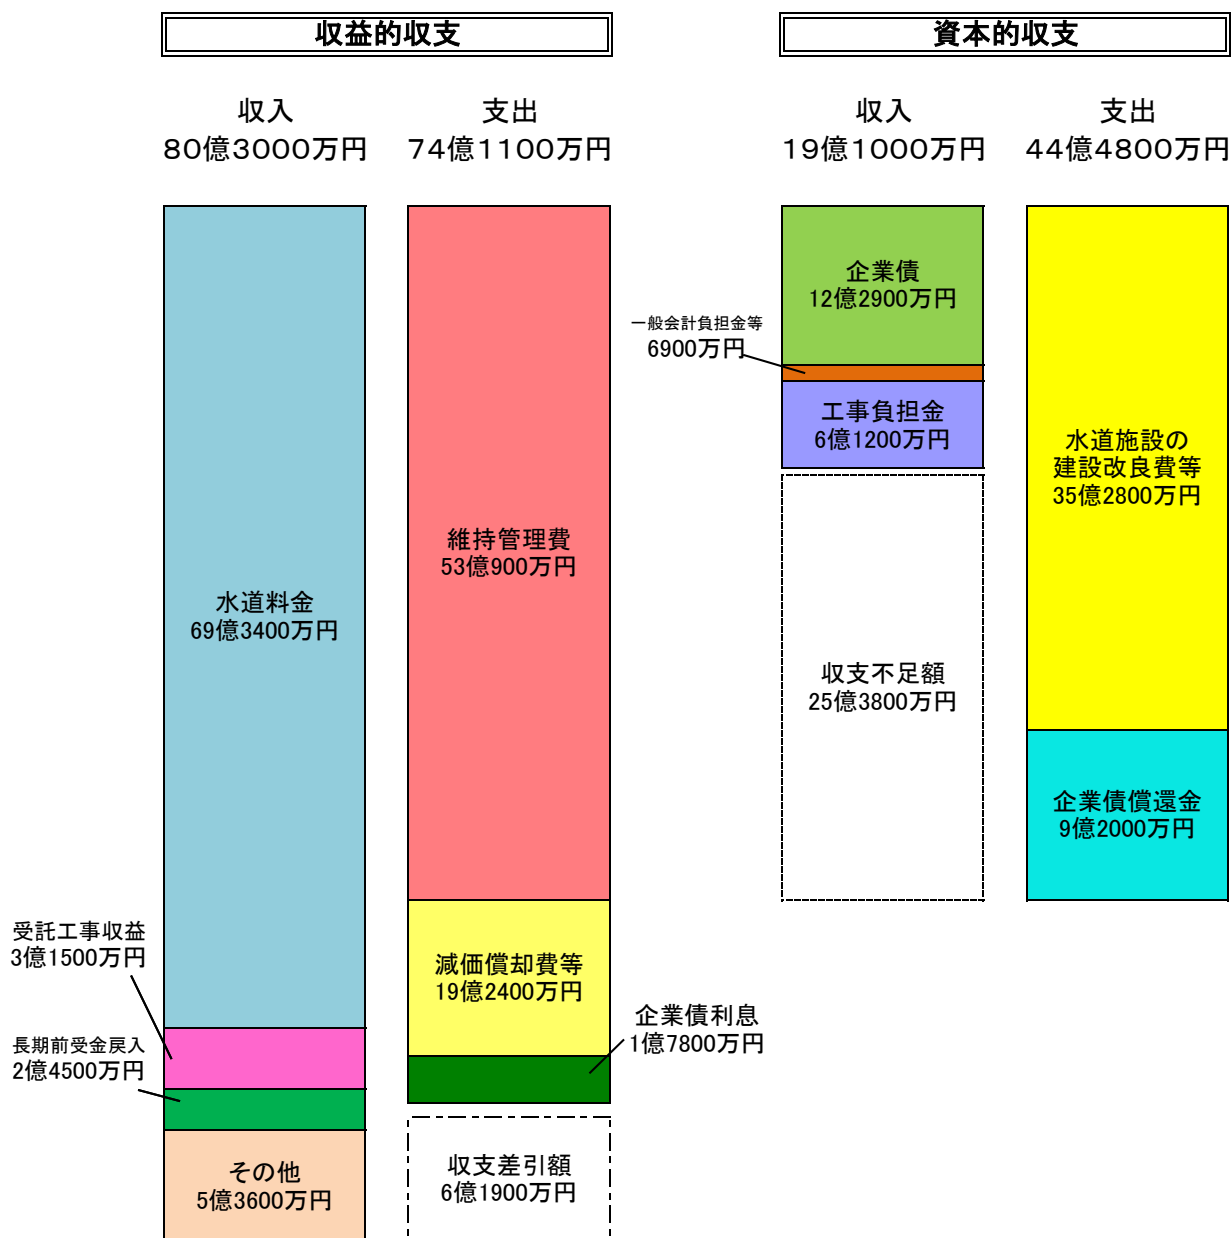 収益的収支
資本的収支
収入
80億3000万円
支出
74億1100万円
収入
19億1000万円
支出
44億4800万円
水道料金
69億3400万円
受託工事収益
3億1500万円
長期前受金戻入
2億4500万円
その他
5億3600万円
維持管理費
53億900万円
減価償却費等
19億2400万円
企業債利息
1億7800万円
収支差引額
6億1900万円
企業債
12億2900万円
一般会計負担金等
6900万円
工事負担金
6億1200万円
収支不足額
25億3800万円
水道施設の
建設改良費等
35億2800万円
企業債償還金
9億2000万円